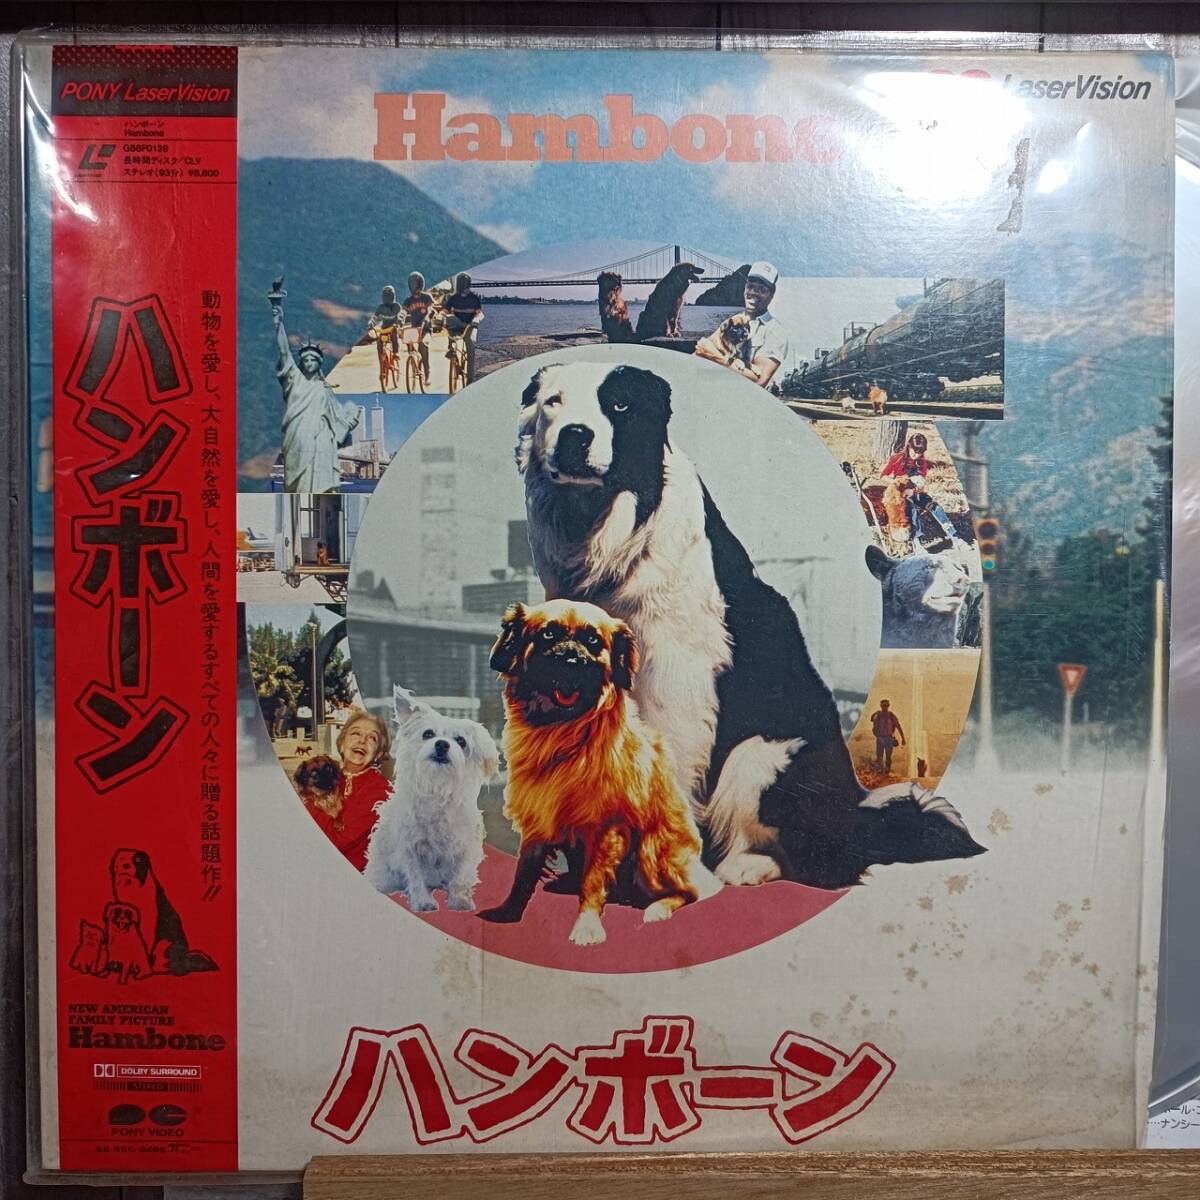 PONY LaserVision
ハンボーン
Hambone
G88F0139
長時間ディスク/CLV
ステレオ(93分) ¥8,800
ハンボーン
動物を愛し、大自然を愛し、人間を愛するすべての人々に贈る話題作!!
NEW AMERICAN
FAMILY PICTURE
Hambone
DOLBY SURROUND
STEREO
PONY VIDEO
Hambone
LaserVision
ハンボーン